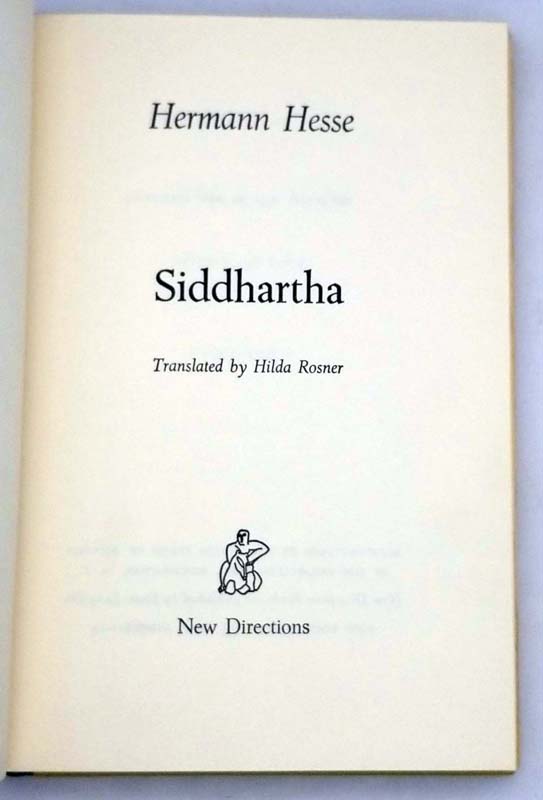 Hermann Hesse
Siddhartha
Translated by Hilda Rosner
New Directions